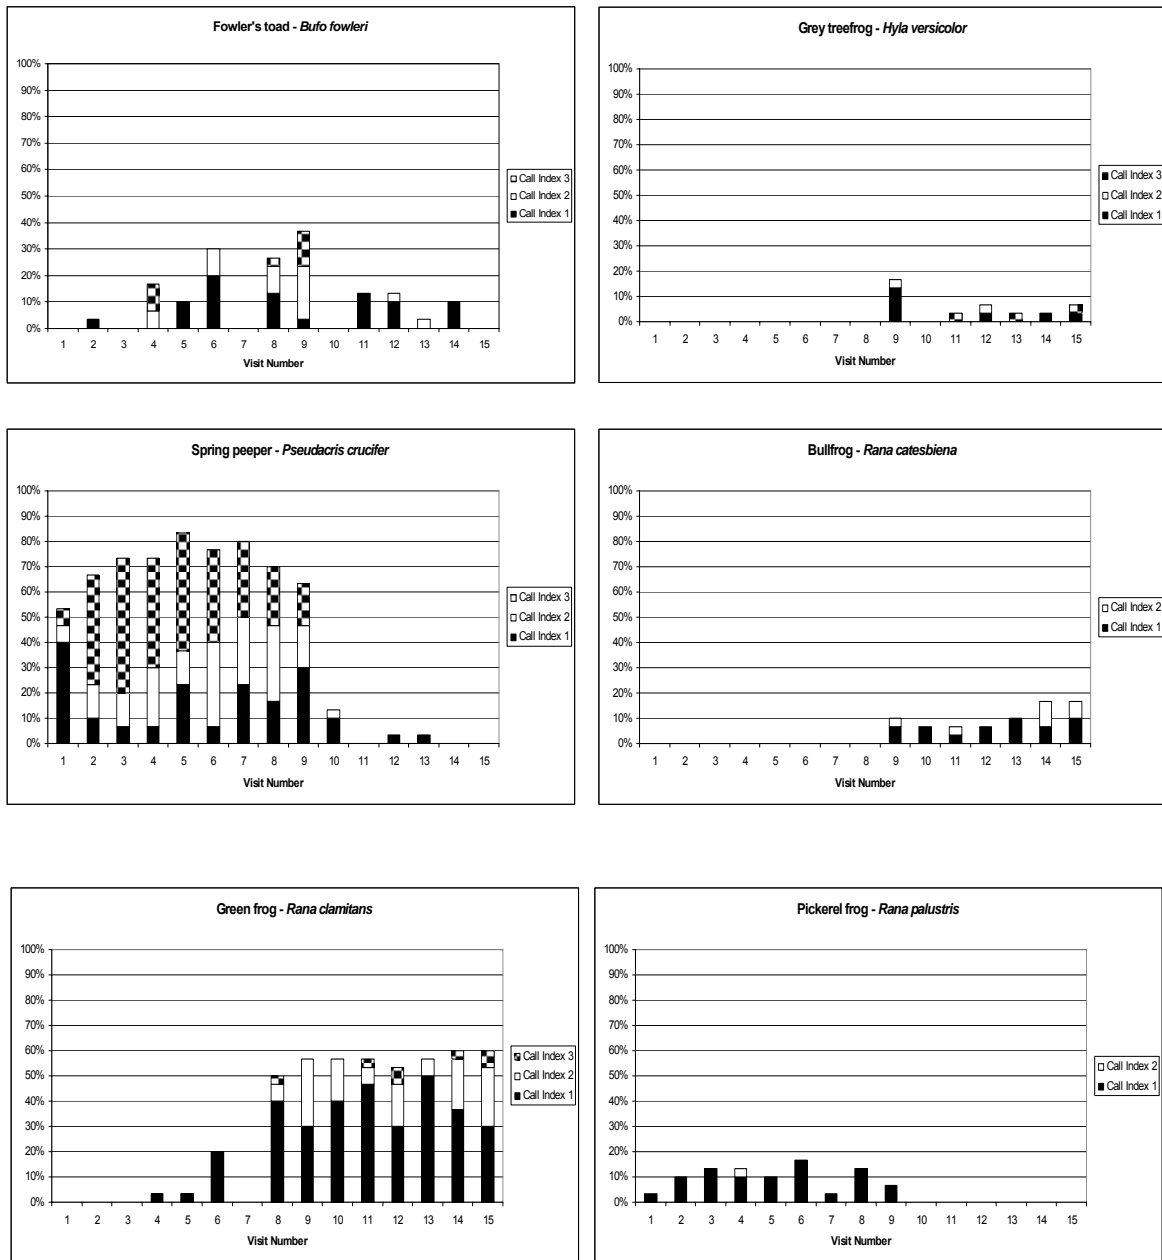 Fowler's toad - Bufo fowleri
100%
90%
80%
70%
60%
50%
40%
30%
20%
10%
0%
1 2 3 4 5 6 7 8 9 10 11 12 13 14 15
Visit Number
Call Index 3
Call Index 2
Call Index 1
Grey treefrog - Hyla versicolor
100%
90%
80%
70%
60%
50%
40%
30%
20%
10%
0%
1 2 3 4 5 6 7 8 9 10 11 12 13 14 15
Visit Number
Call Index 3
Call Index 2
Call Index 1
Spring peeper - Pseudacris crucifer
100%
90%
80%
70%
60%
50%
40%
30%
20%
10%
0%
1 2 3 4 5 6 7 8 9 10 11 12 13 14 15
Visit Number
Call Index 3
Call Index 2
Call Index 1
Bullfrog - Rana catesbiena
100%
90%
80%
70%
60%
50%
40%
30%
20%
10%
0%
1 2 3 4 5 6 7 8 9 10 11 12 13 14 15
Visit Number
Call Index 2
Call Index 1
Green frog - Rana clamitans
100%
90%
80%
70%
60%
50%
40%
30%
20%
10%
0%
1 2 3 4 5 6 7 8 9 10 11 12 13 14 15
Visit Number
Call Index 3
Call Index 2
Call Index 1
Pickerel frog - Rana palustris
100%
90%
80%
70%
60%
50%
40%
30%
20%
10%
0%
1 2 3 4 5 6 7 8 9 10 11 12 13 14 15
Visit Number
Call Index 2
Call Index 1